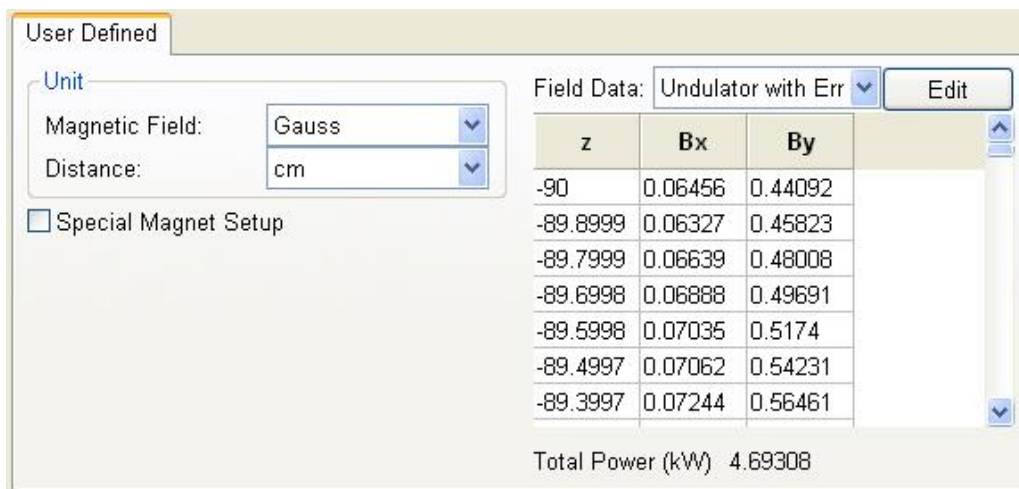 User Defined
Unit
Magnetic Field: Gauss
Distance: cm
Special Magnet Setup
Field Data: Undulator with Err Edit
z Bx By
-90 0.06456 0.44092
-89.8999 0.06327 0.45823
-89.7999 0.06639 0.48008
-89.6998 0.06888 0.49691
-89.5998 0.07035 0.5174
-89.4997 0.07062 0.54231
-89.3997 0.07244 0.56461
Total Power (kW) 4.69308